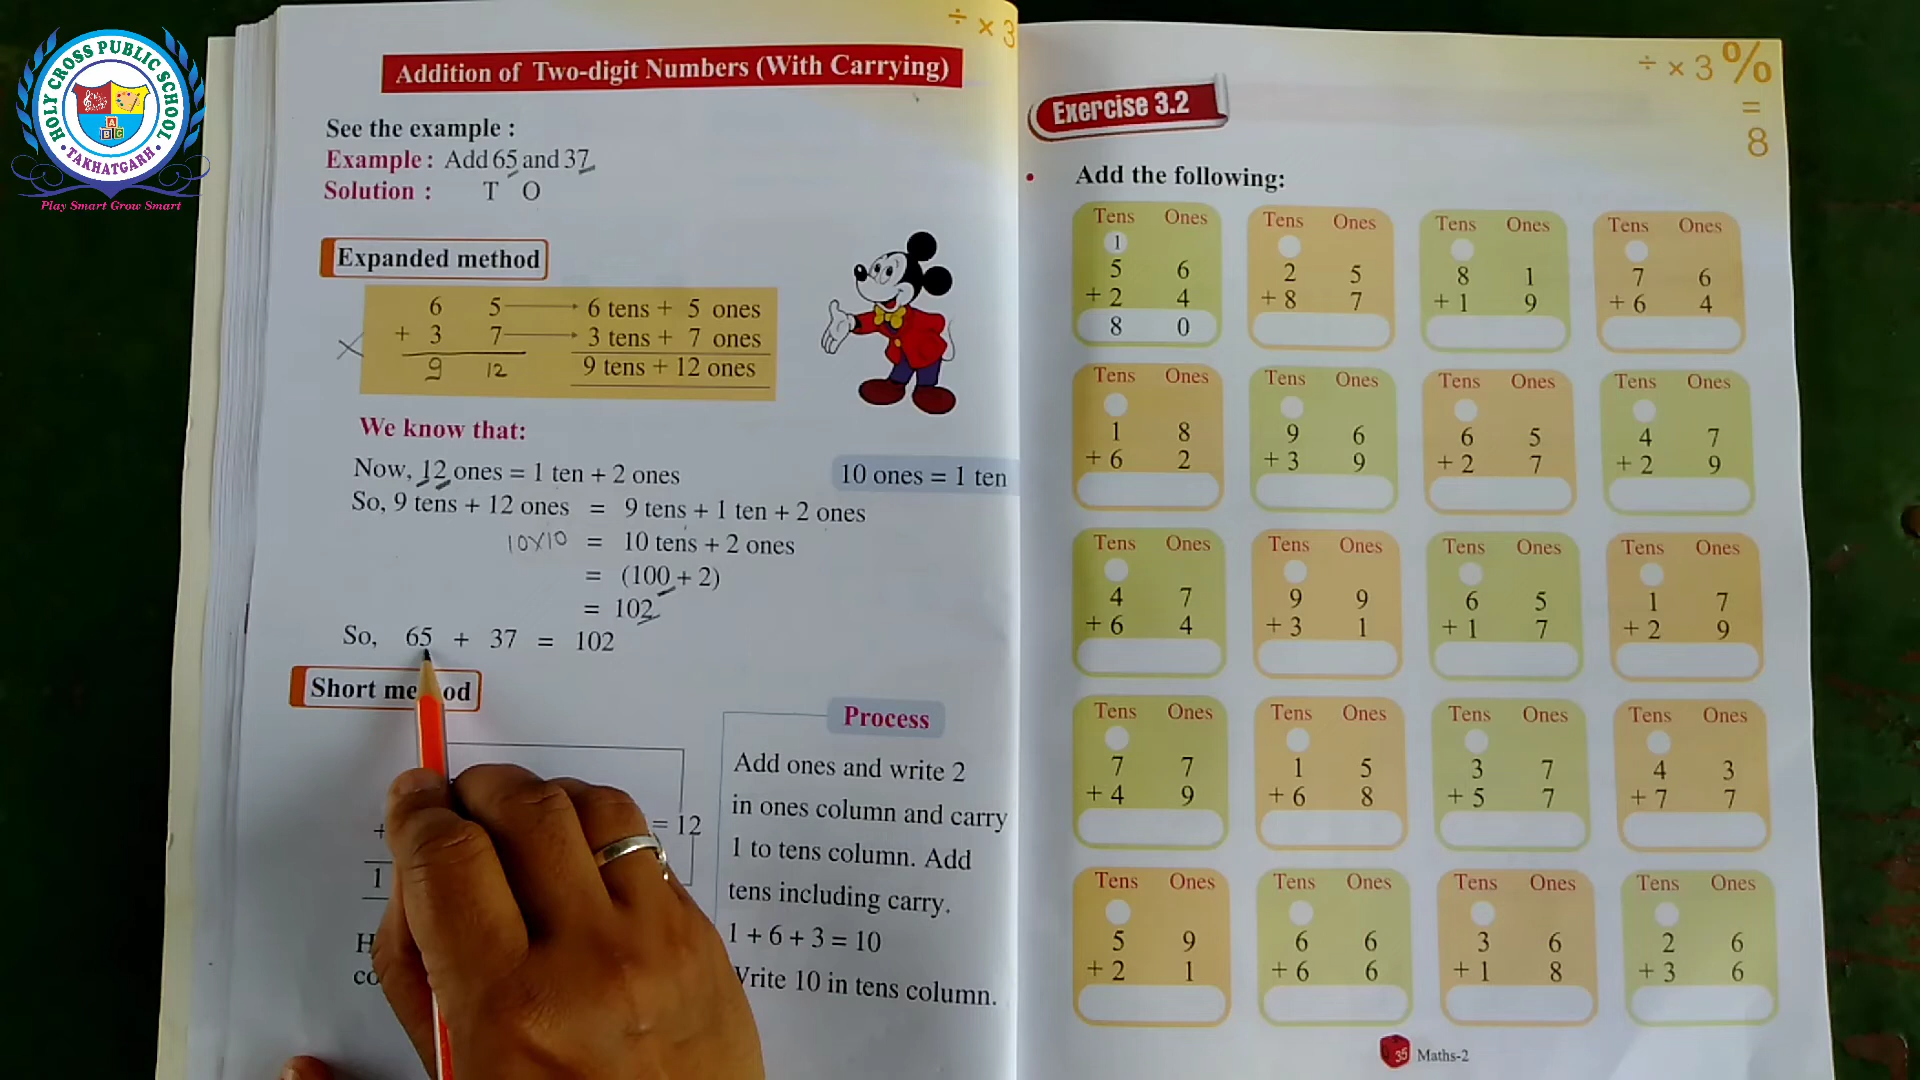 HOLY CROSS PUBLIC SCHOOL
TAKHATGARH
A
B C
Play Smart Grow Smart
÷ × 3
Addition of Two-digit Numbers (With Carrying)
See the example :
Example : Add 65 and 37
Solution : T O
Expanded method
6 5 6 tens + 5 ones
+ 3 7 3 tens + 7 ones
9 12 9 tens + 12 ones
We know that:
Now, 12 ones = 1 ten + 2 ones
10 ones = 1 ten
So, 9 tens + 12 ones = 9 tens + 1 ten + 2 ones
10×10 = 10 tens + 2 ones
= (100 + 2)
= 102
So, 65 + 37 = 102
Short me od
+ = 12
1
H
co
Process
Add ones and write 2
in ones column and carry
1 to tens column. Add
tens including carry.
1 + 6 + 3 = 10
Write 10 in tens column.
÷ × 3 %
=
8
Exercise 3.2
• Add the following:
Tens Ones Tens Ones Tens Ones Tens Ones
1
5 6 2 5 8 1 7 6
+ 2 4 + 8 7 + 1 9 + 6 4
8 0
Tens Ones Tens Ones Tens Ones Tens Ones
1 8 9 6 6 5 4 7
+ 6 2 + 3 9 + 2 7 + 2 9
Tens Ones Tens Ones Tens Ones Tens Ones
4 7 9 9 6 5 1 7
+ 6 4 + 3 1 + 1 7 + 2 9
Tens Ones Tens Ones Tens Ones Tens Ones
7 7 1 5 3 7 4 3
+ 4 9 + 6 8 + 5 7 + 7 7
Tens Ones Tens Ones Tens Ones Tens Ones
5 9 6 6 3 6 2 6
+ 2 1 + 6 6 + 1 8 + 3 6
35 Maths-2